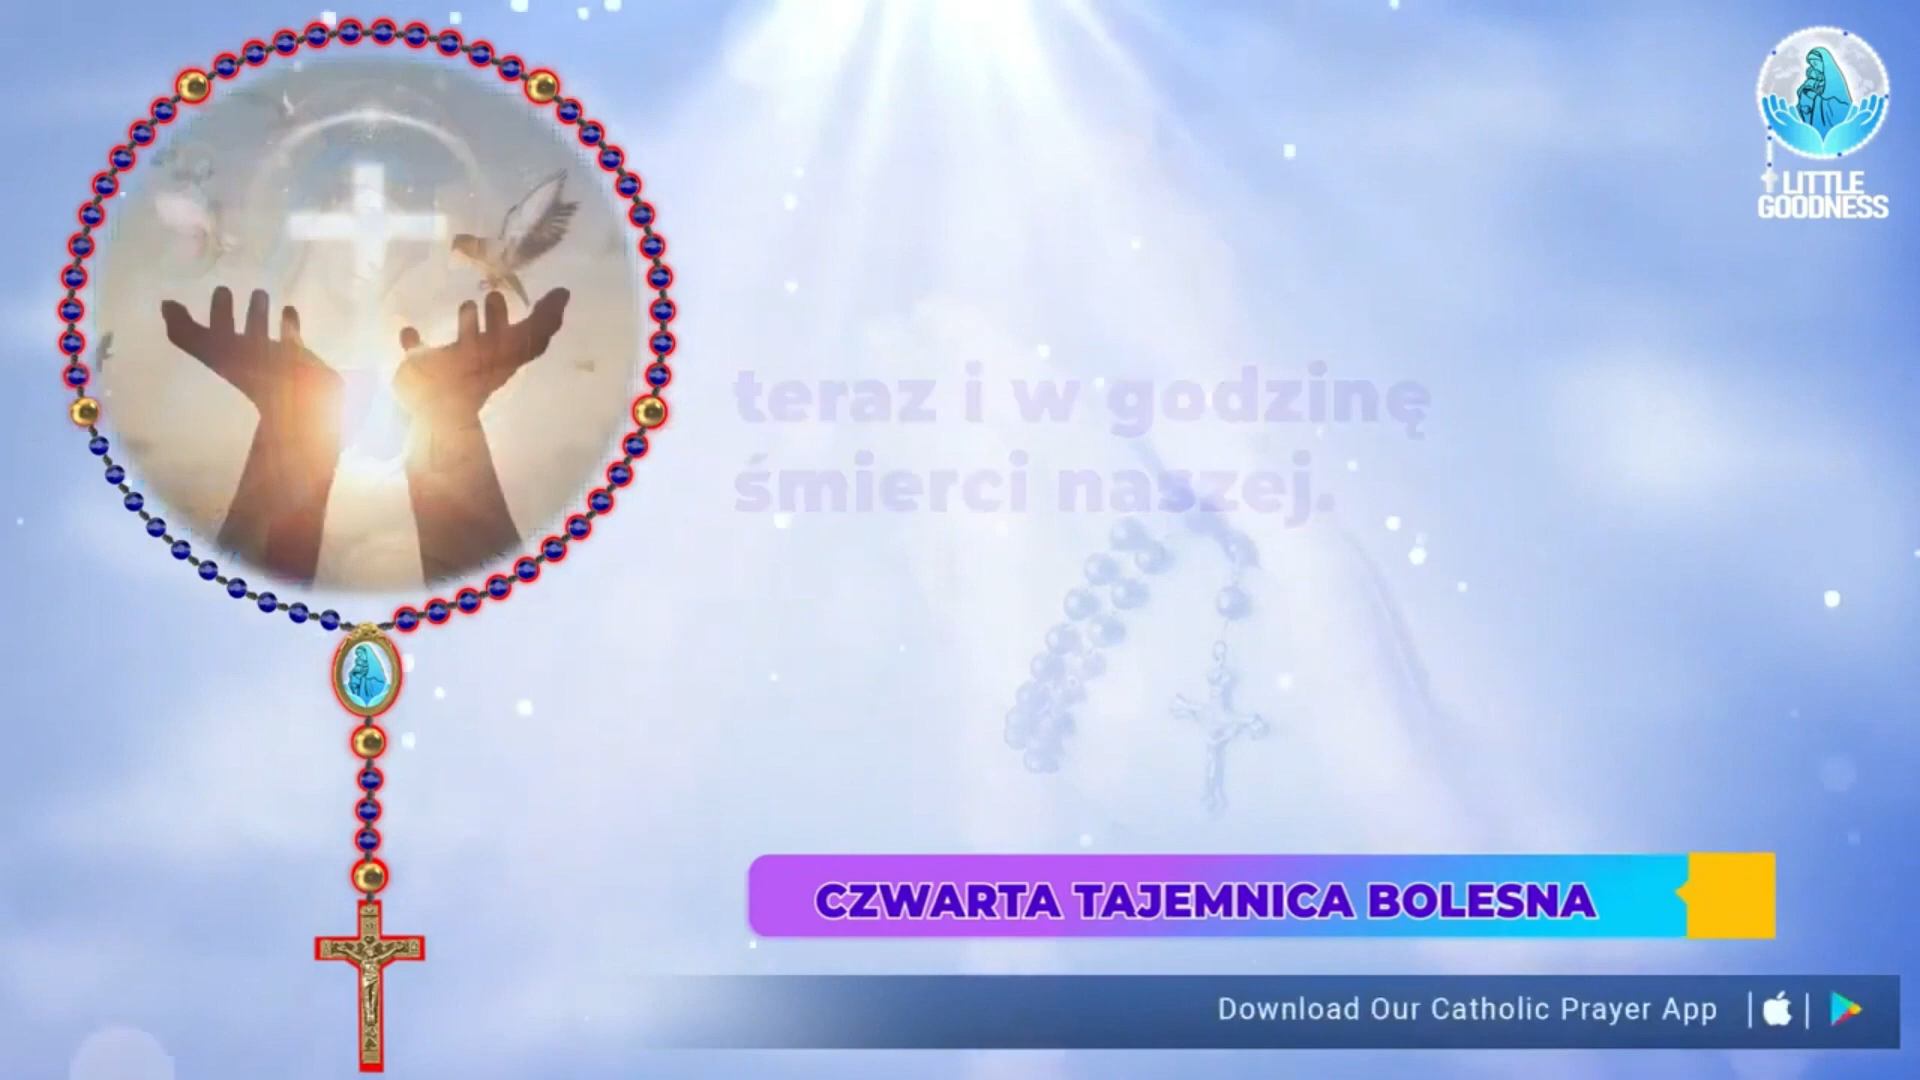 LITTLE
GOODNESS
teraz i w godzinę
śmierci naszej.
CZWARTA TAJEMNICA BOLESNA
Download Our Catholic Prayer App